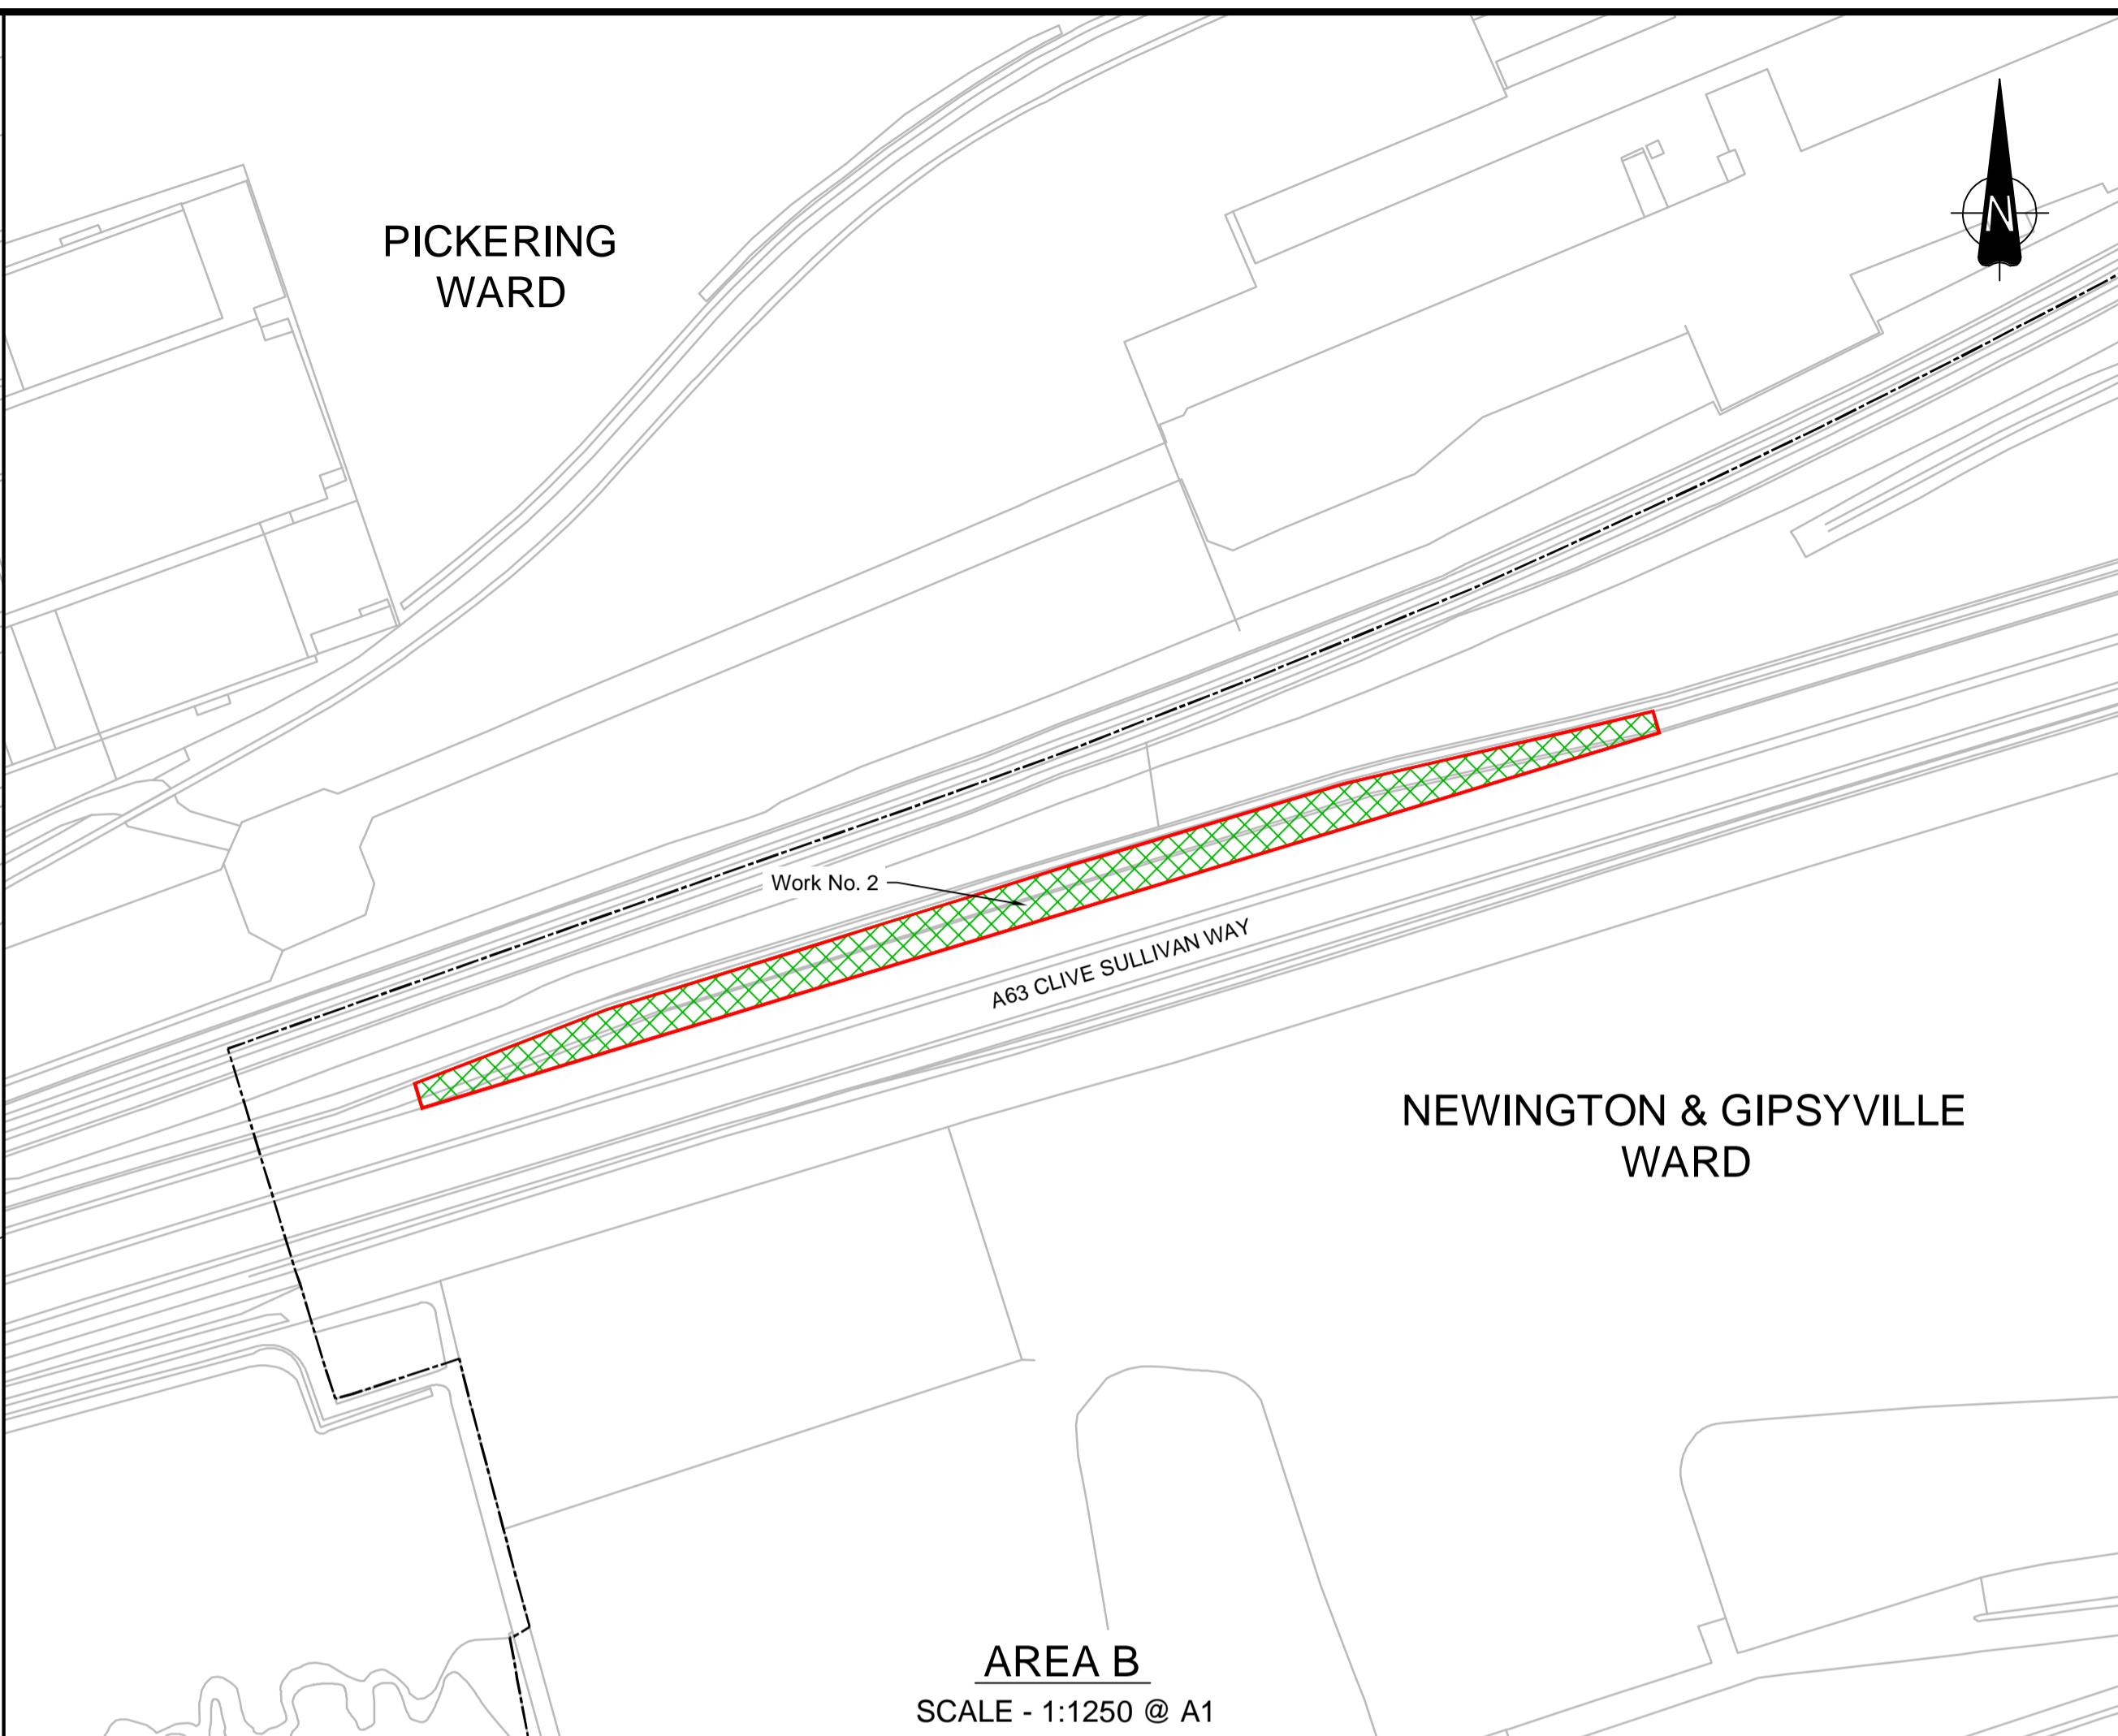 PICKERING
WARD
N
Work No. 2
A63 CLIVE SULLIVAN WAY
NEWINGTON & GIPSYVILLE
WARD
AREA B
SCALE - 1:1250 @ A1